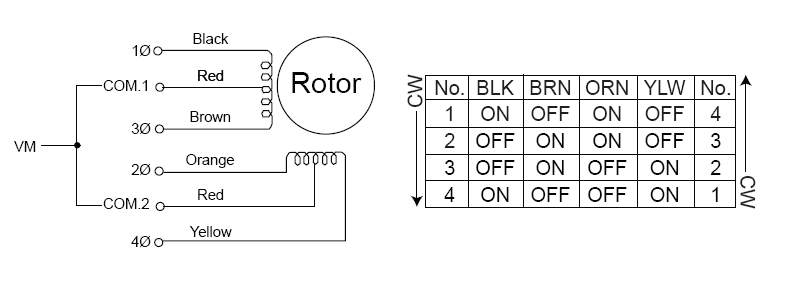 Black
1Ø
Red
COM.1
Rotor
Brown
3Ø
VM
Orange
2Ø
Red
COM.2
Yellow
4Ø
CW
No. BLK BRN ORN YLW No.
1 ON OFF ON OFF 4
2 OFF ON ON OFF 3
3 OFF ON OFF ON 2
4 ON OFF OFF ON 1
CW